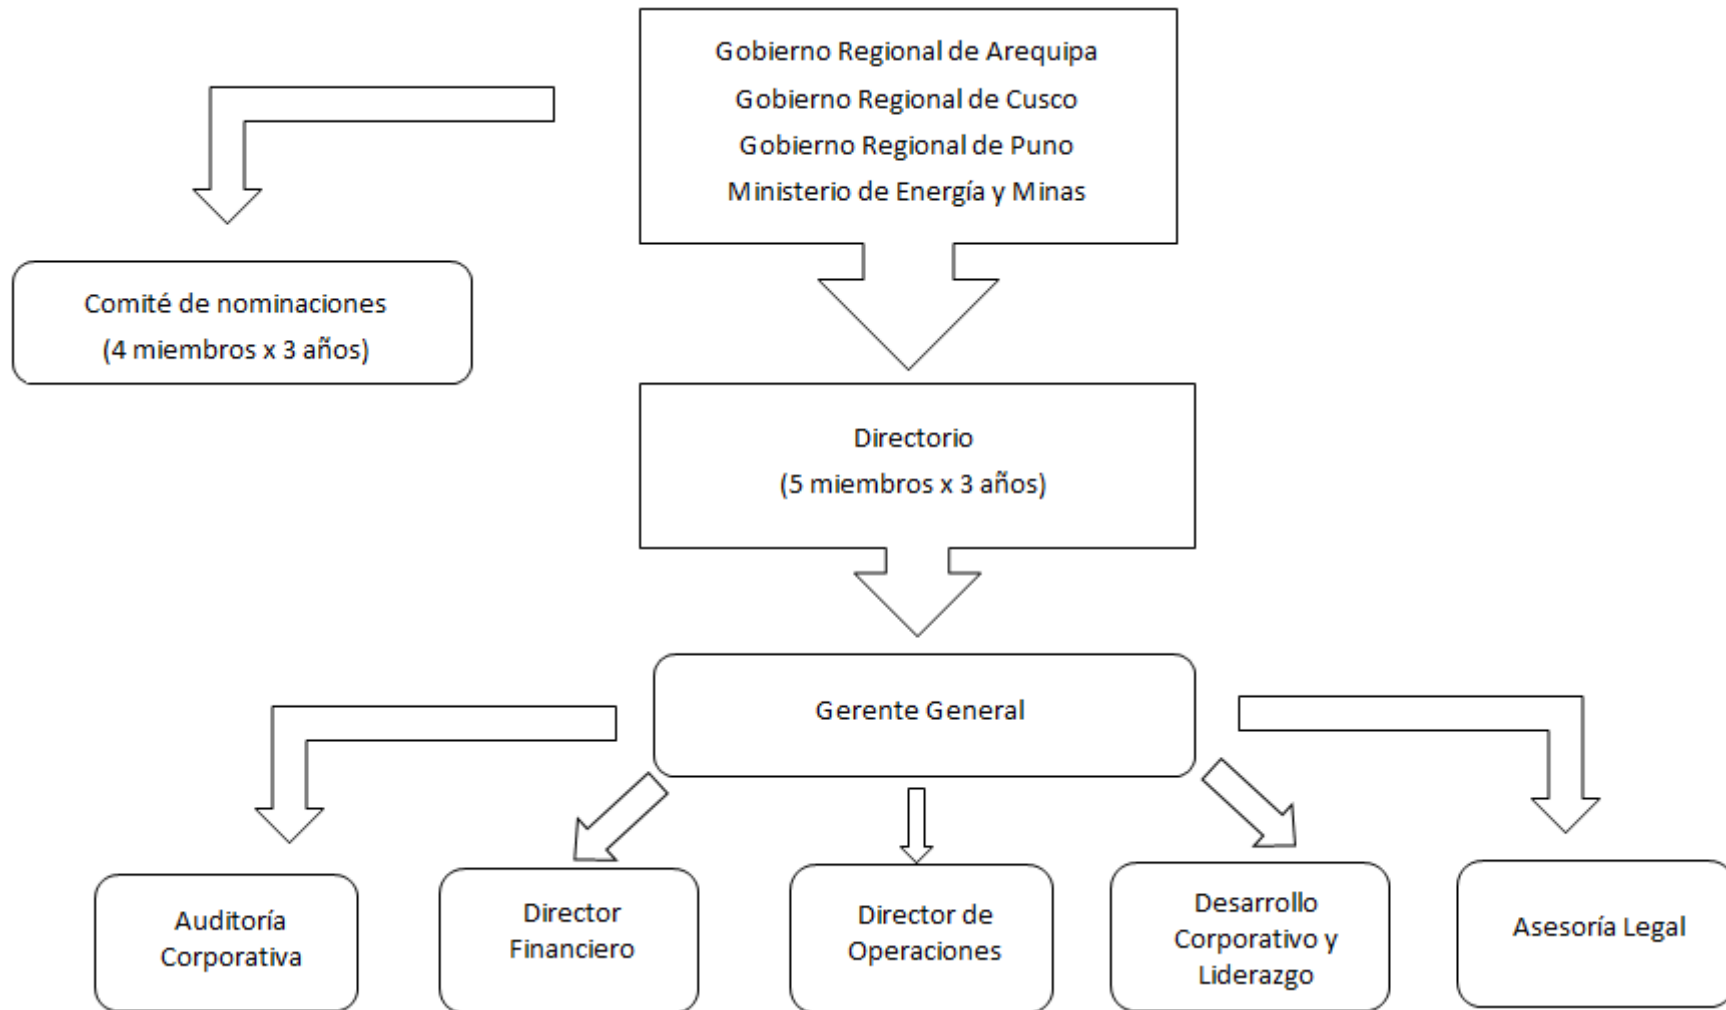 Gobierno Regional de Arequipa
Gobierno Regional de Cusco
Gobierno Regional de Puno
Ministerio de Energía y Minas
Comité de nominaciones
(4 miembros x 3 años)
Directorio
(5 miembros x 3 años)
Gerente General
Auditoría
Corporativa
Director
Financiero
Director de
Operaciones
Desarrollo
Corporativo y
Liderazgo
Asesoría Legal